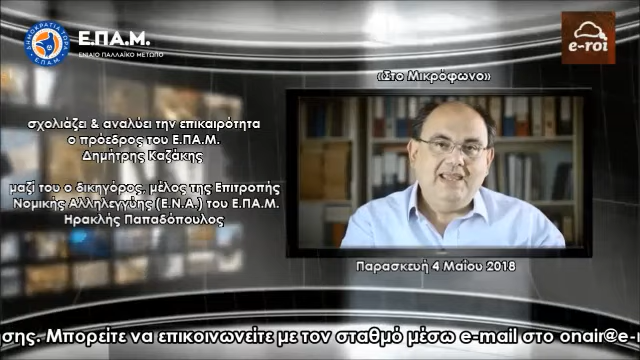 ΔΗΜΟΚΡΑΤΙΑ ΤΩΡΑ
Ε.Π.Α.Μ.
Ε.ΠΑ.Μ.
ΕΝΙΑΙΟ ΠΑΛΛΑΪΚΟ ΜΕΤΩΠΟ
e-roi
«Στο Μικρόφωνο»
σχολιάζει & αναλύει την επικαιρότητα
ο πρόεδρος του Ε.ΠΑ.Μ.
Δημήτρης Καζάκης
μαζί του ο δικηγόρος, μέλος της Επιτροπής
Νομικής Αλληλεγγύης (Ε.Ν.Α.) του Ε.ΠΑ.Μ.
Ηρακλής Παπαδόπουλος
Παρασκευή 4 Μαΐου 2018
σης. Μπορείτε να επικοινωνείτε με τον σταθμό μέσω e-mail στο onair@e-